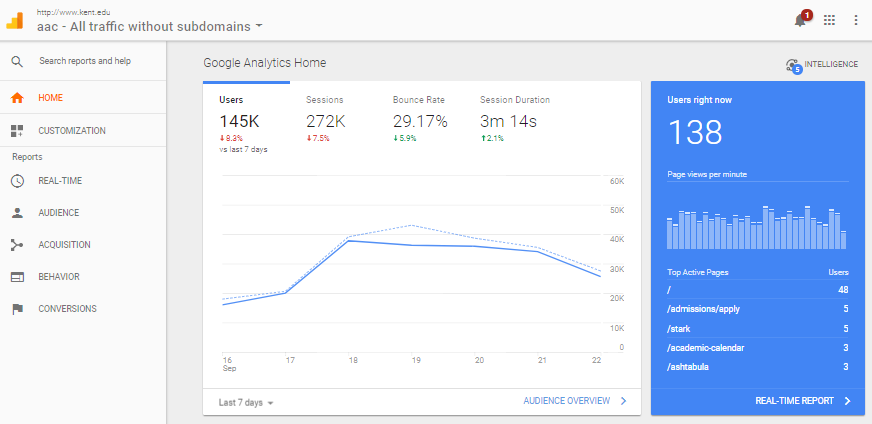 http://www.kent.edu
aac - All traffic without subdomains
1
Search reports and help
HOME
CUSTOMIZATION
Reports
REAL-TIME
AUDIENCE
ACQUISITION
BEHAVIOR
CONVERSIONS
Google Analytics Home
5 INTELLIGENCE
Users Sessions Bounce Rate Session Duration
145K 272K 29.17% 3m 14s
8.3% 7.5% 5.9% 2.1%
vs last 7 days
60K
50K
40K
30K
20K
10K
0
16 17 18 19 20 21 22
Sep
Last 7 days
AUDIENCE OVERVIEW
Users right now
138
Page views per minute
Top Active Pages Users
/ 48
/admissions/apply 5
/stark 5
/academic-calendar 3
/ashtabula 3
REAL-TIME REPORT